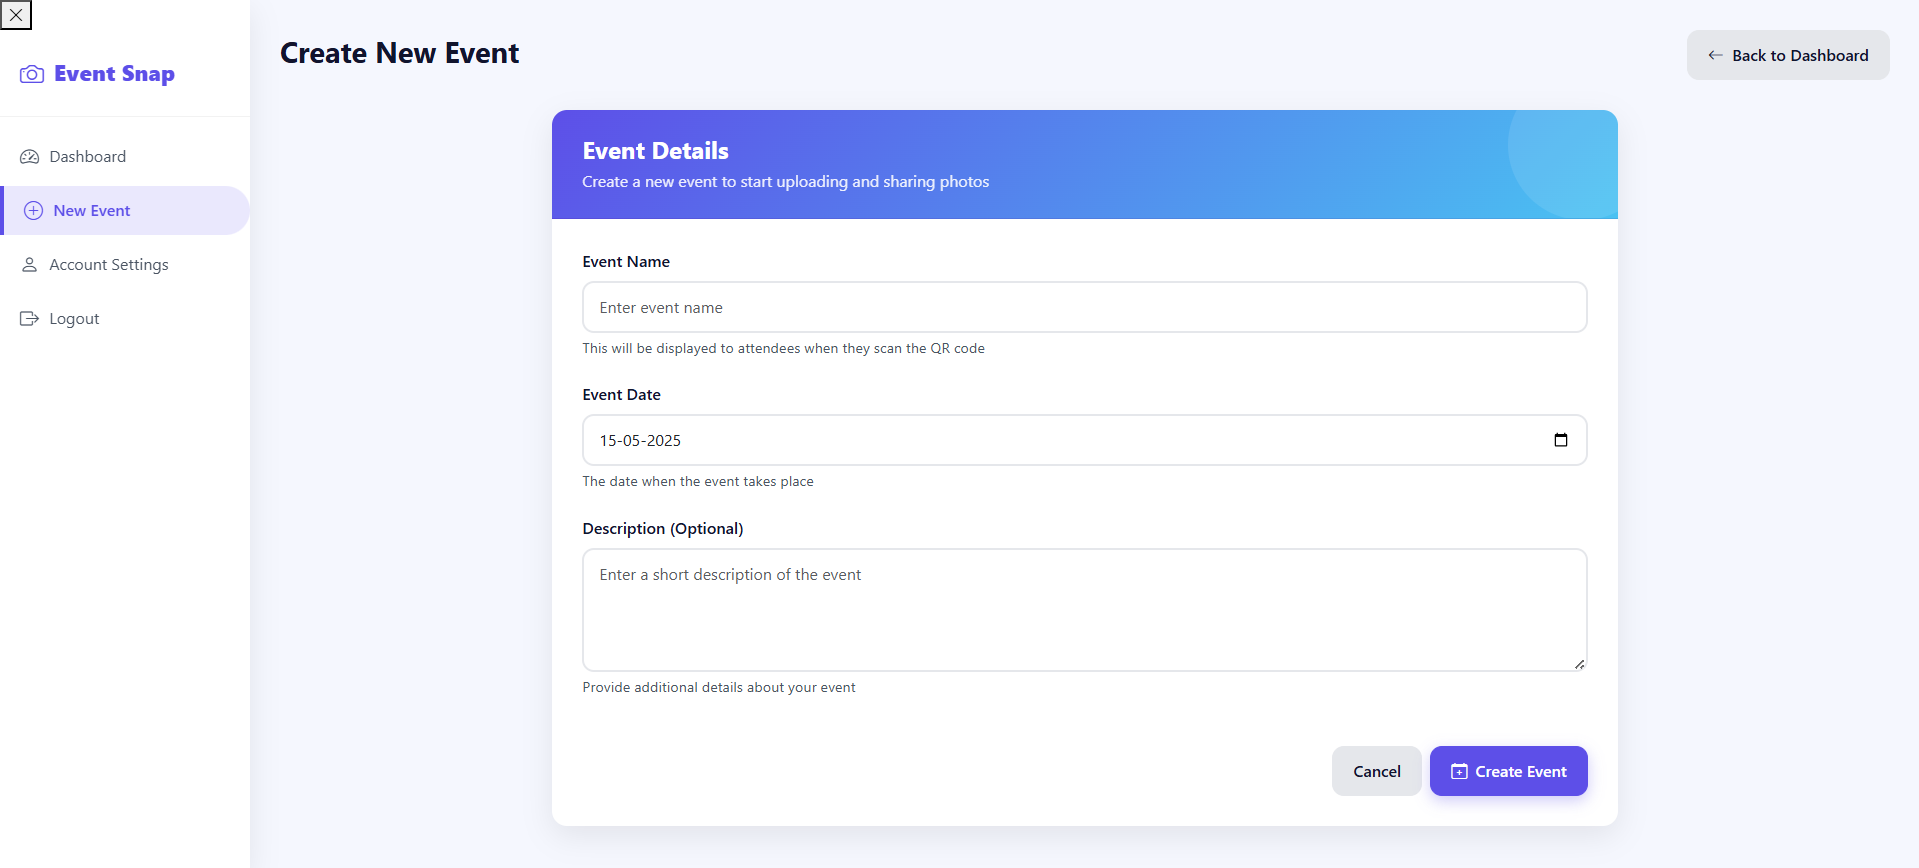 Event Snap
Dashboard
New Event
Account Settings
Logout
Create New Event
Back to Dashboard
Event Details
Create a new event to start uploading and sharing photos
Event Name
Enter event name
This will be displayed to attendees when they scan the QR code
Event Date
15-05-2025
The date when the event takes place
Description (Optional)
Enter a short description of the event
Provide additional details about your event
Cancel
Create Event